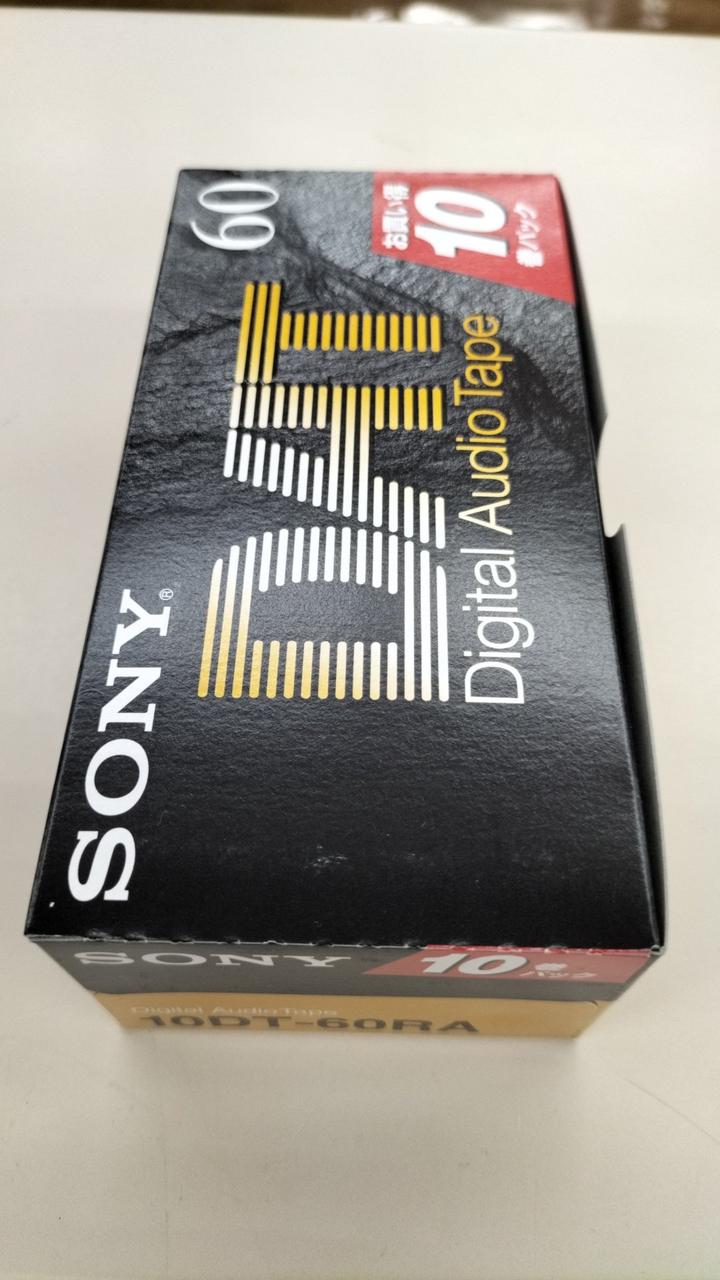 SONY®
60
DAT
Digital Audio Tape
お買い得
10
巻パック
SONY
10巻
パック
Digital Audio Tape
10DT-60RA